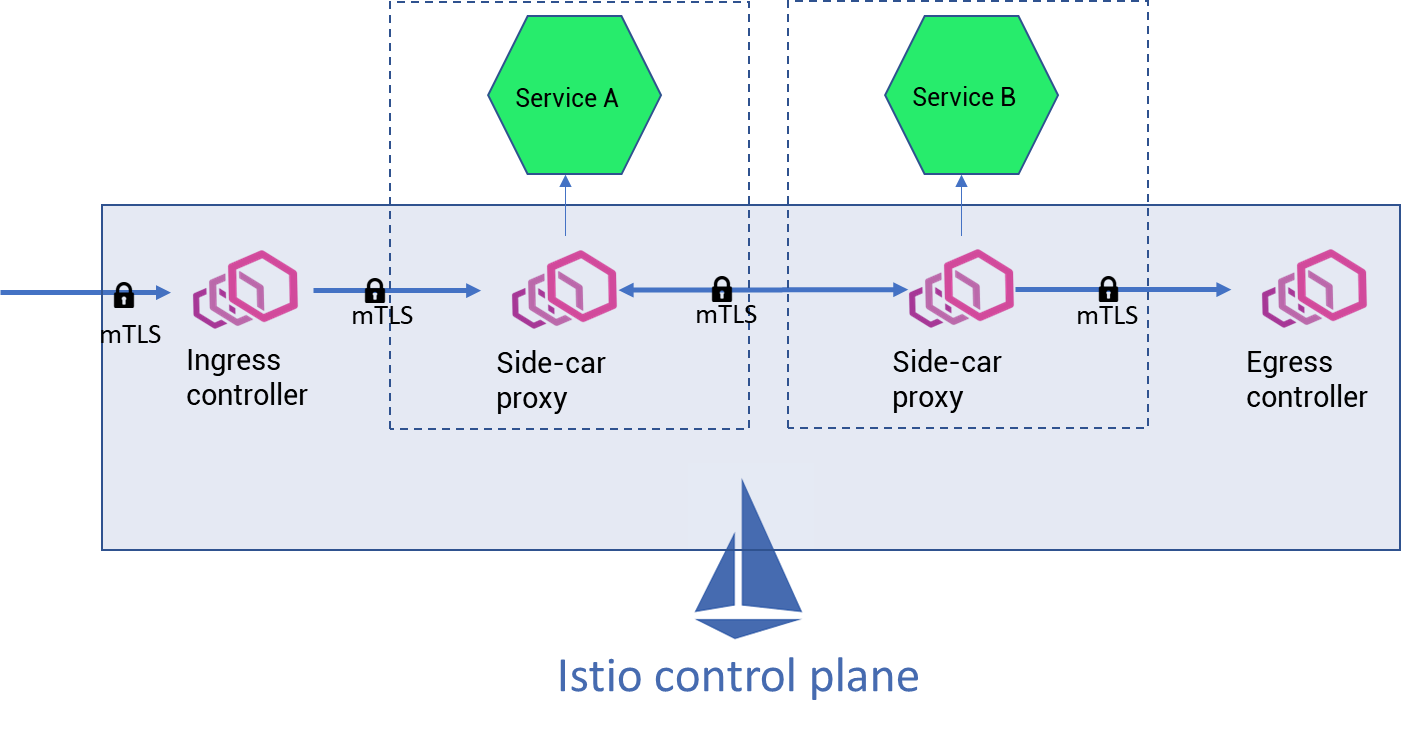 Service A
Service B
mTLS
mTLS
mTLS
mTLS
Ingress
controller
Side-car
proxy
Side-car
proxy
Egress
controller
Istio control plane